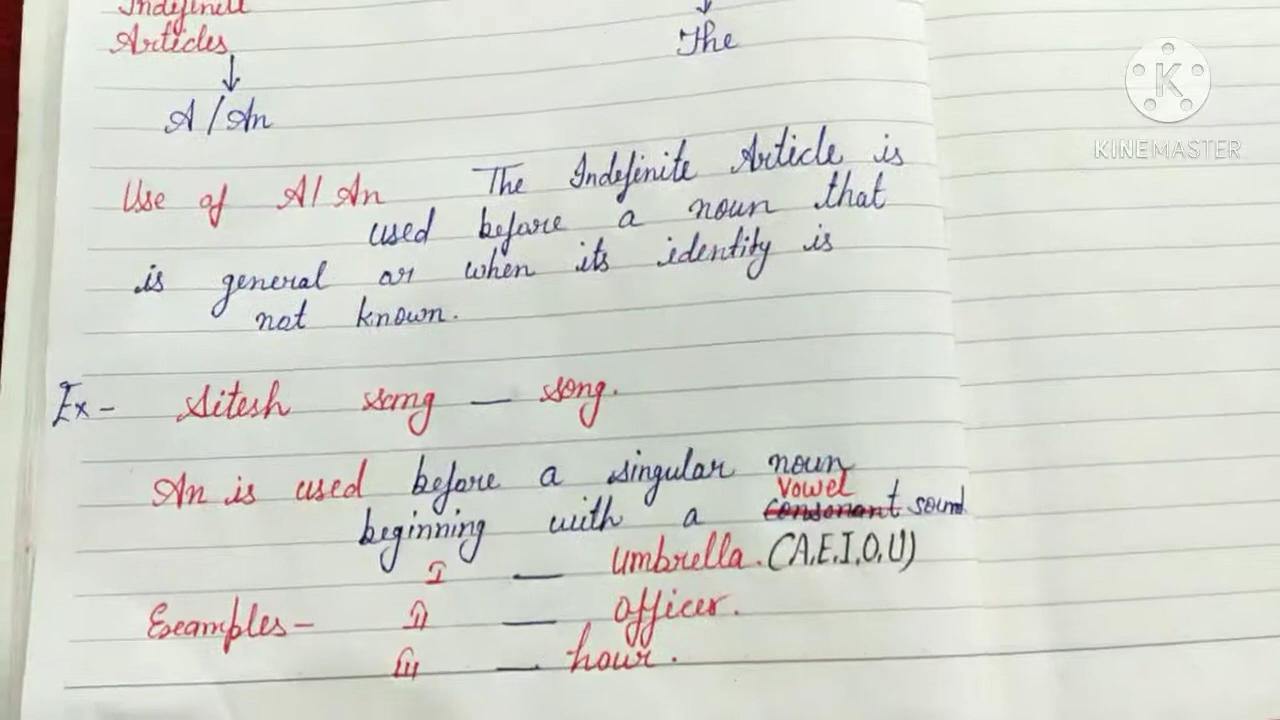 Indefinite
Articles
The
A/An
Use of A/An The Indefinite Article is
used before a noun that
is general or when its identity is
not known.
Ex- Sitesh samg — song.
An is used before a singular noun
Vowel
beginning with a consonant sound
I — Umbrella. (A,E,I,O,U)
Examples- II — officer.
III — hour.
K
KINEMASTER